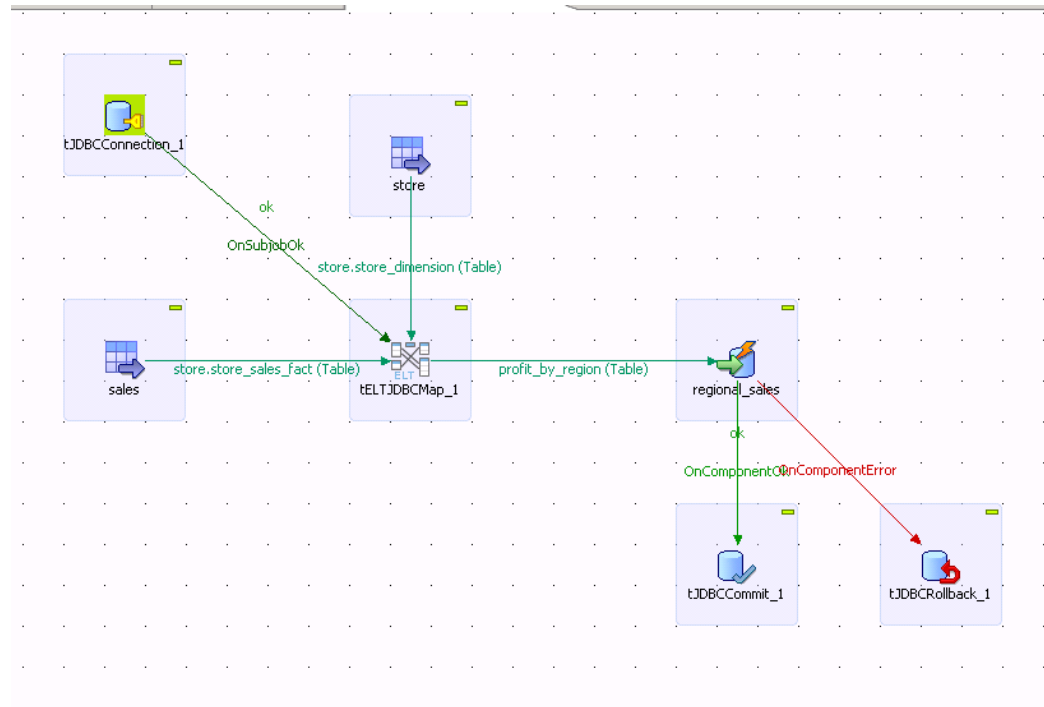 tJDBCConnection_1
store
ok
OnSubjobOk
store.store_dimension (Table)
sales
store.store_sales_fact (Table)
ELT
tELTJDBCMap_1
profit_by_region (Table)
regional_sales
ok
OnComponentOk
OnComponentError
tJDBCCommit_1
tJDBCRollback_1